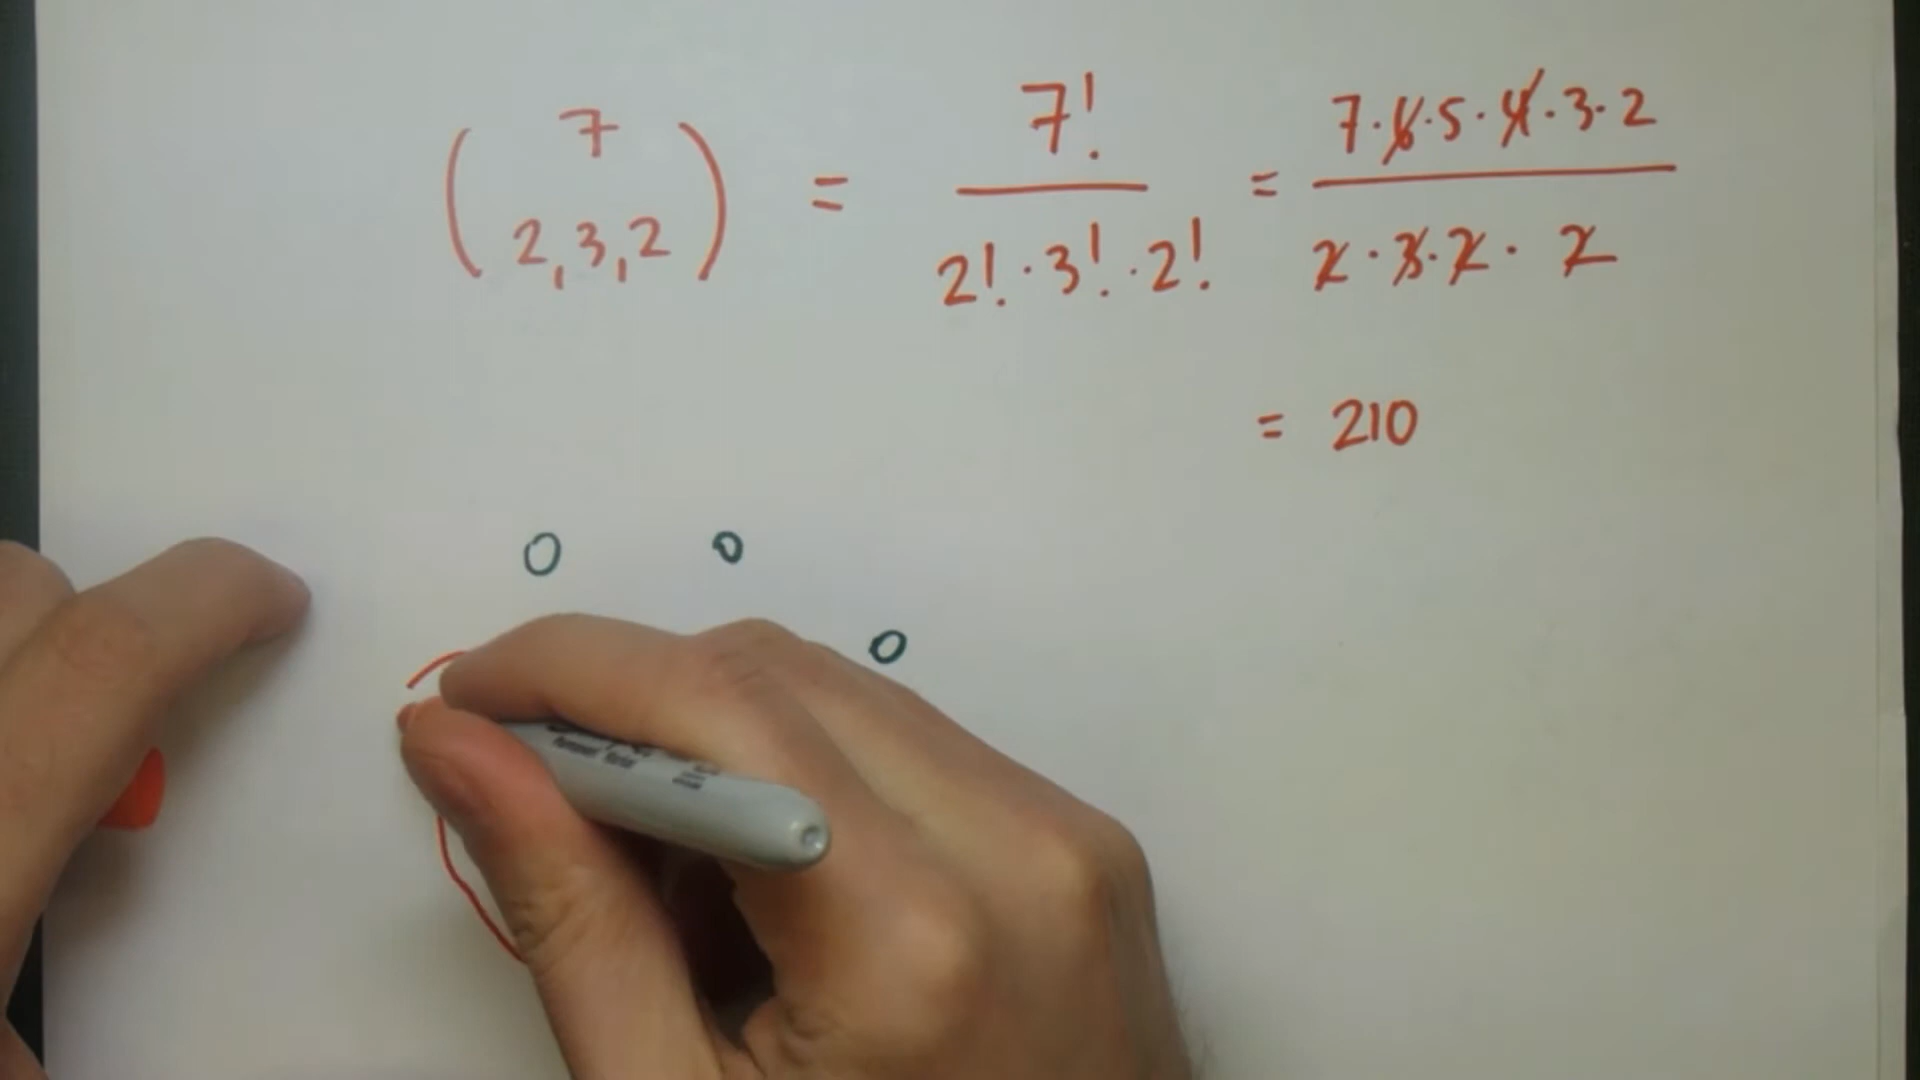 ( 7 2,3,2 ) = 7! / 2! · 3! · 2! = 7·6·5·4·3·2 / 2·3·2·2
= 210